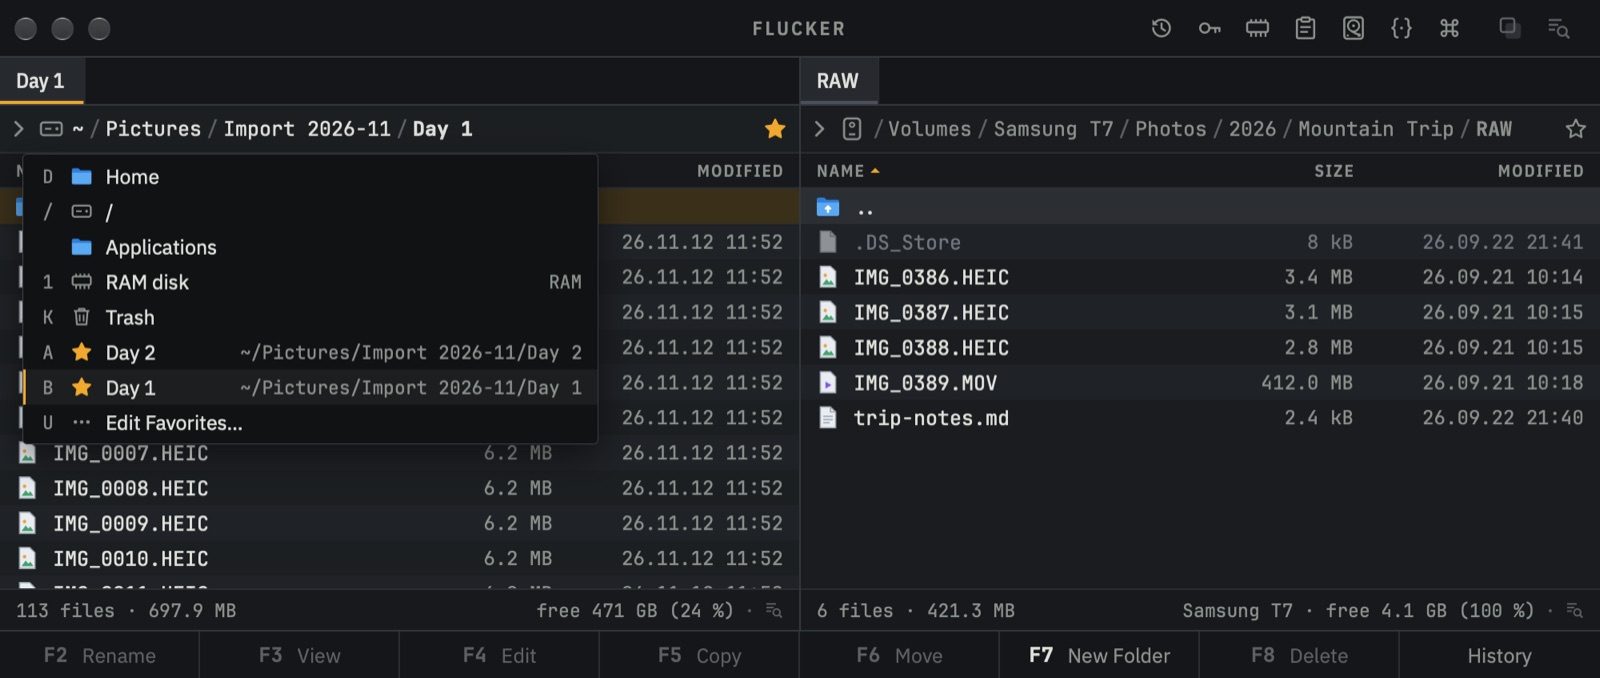 FLUCKER
Day 1
RAW
~ / Pictures / Import 2026-11 / Day 1
/ Volumes / Samsung T7 / Photos / 2026 / Mountain Trip / RAW
MODIFIED
NAME SIZE MODIFIED
D Home
/ /
Applications
1 RAM disk RAM
K Trash
A Day 2 ~/Pictures/Import 2026-11/Day 2
B Day 1 ~/Pictures/Import 2026-11/Day 1
U Edit Favorites...
26.11.12 11:52
26.11.12 11:52
26.11.12 11:52
26.11.12 11:52
26.11.12 11:52
26.11.12 11:52
IMG_0007.HEIC 6.2 MB 26.11.12 11:52
IMG_0008.HEIC 6.2 MB 26.11.12 11:52
IMG_0009.HEIC 6.2 MB 26.11.12 11:52
IMG_0010.HEIC 6.2 MB 26.11.12 11:52
..
.DS_Store 8 kB 26.09.22 21:41
IMG_0386.HEIC 3.4 MB 26.09.21 10:14
IMG_0387.HEIC 3.1 MB 26.09.21 10:15
IMG_0388.HEIC 2.8 MB 26.09.21 10:15
IMG_0389.MOV 412.0 MB 26.09.21 10:18
trip-notes.md 2.4 kB 26.09.22 21:40
113 files · 697.9 MB free 471 GB (24 %) ·
6 files · 421.3 MB Samsung T7 · free 4.1 GB (100 %) ·
F2 Rename F3 View F4 Edit F5 Copy F6 Move F7 New Folder F8 Delete History